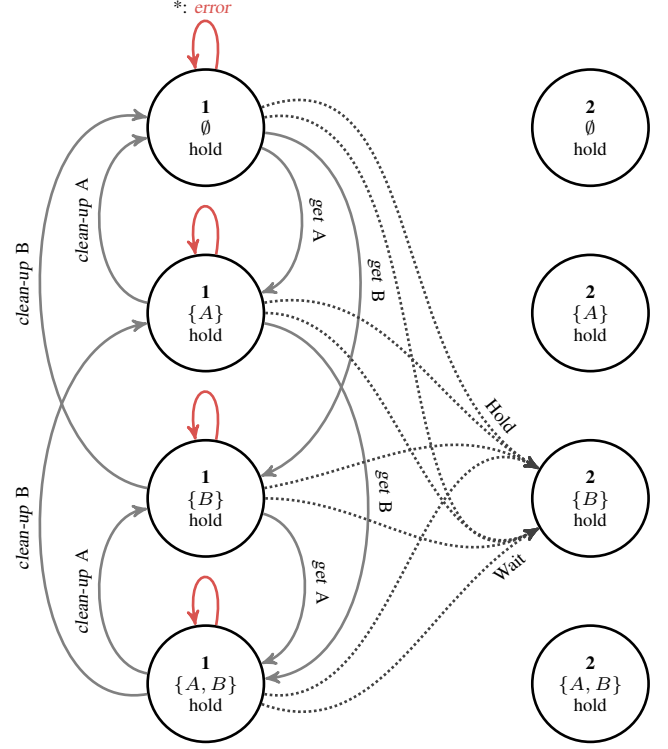 *: error
1
∅
hold
2
∅
hold
clean-up B
clean-up A
get A
get B
1
{A}
hold
2
{A}
hold
Hold
clean-up B
1
{B}
hold
get B
2
{B}
hold
Wait
clean-up A
get A
1
{A, B}
hold
2
{A, B}
hold